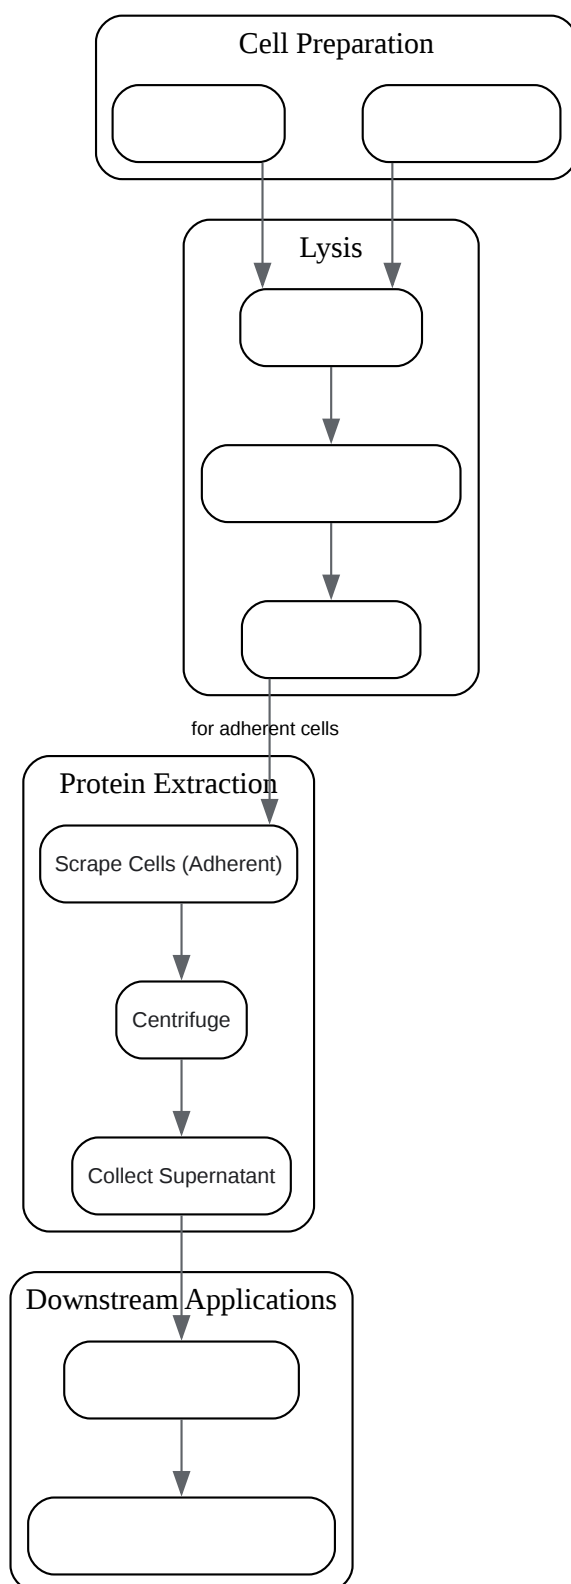 Cell Preparation
Lysis
for adherent cells
Protein Extraction
Scrape Cells (Adherent)
Centrifuge
Collect Supernatant
Downstream Applications